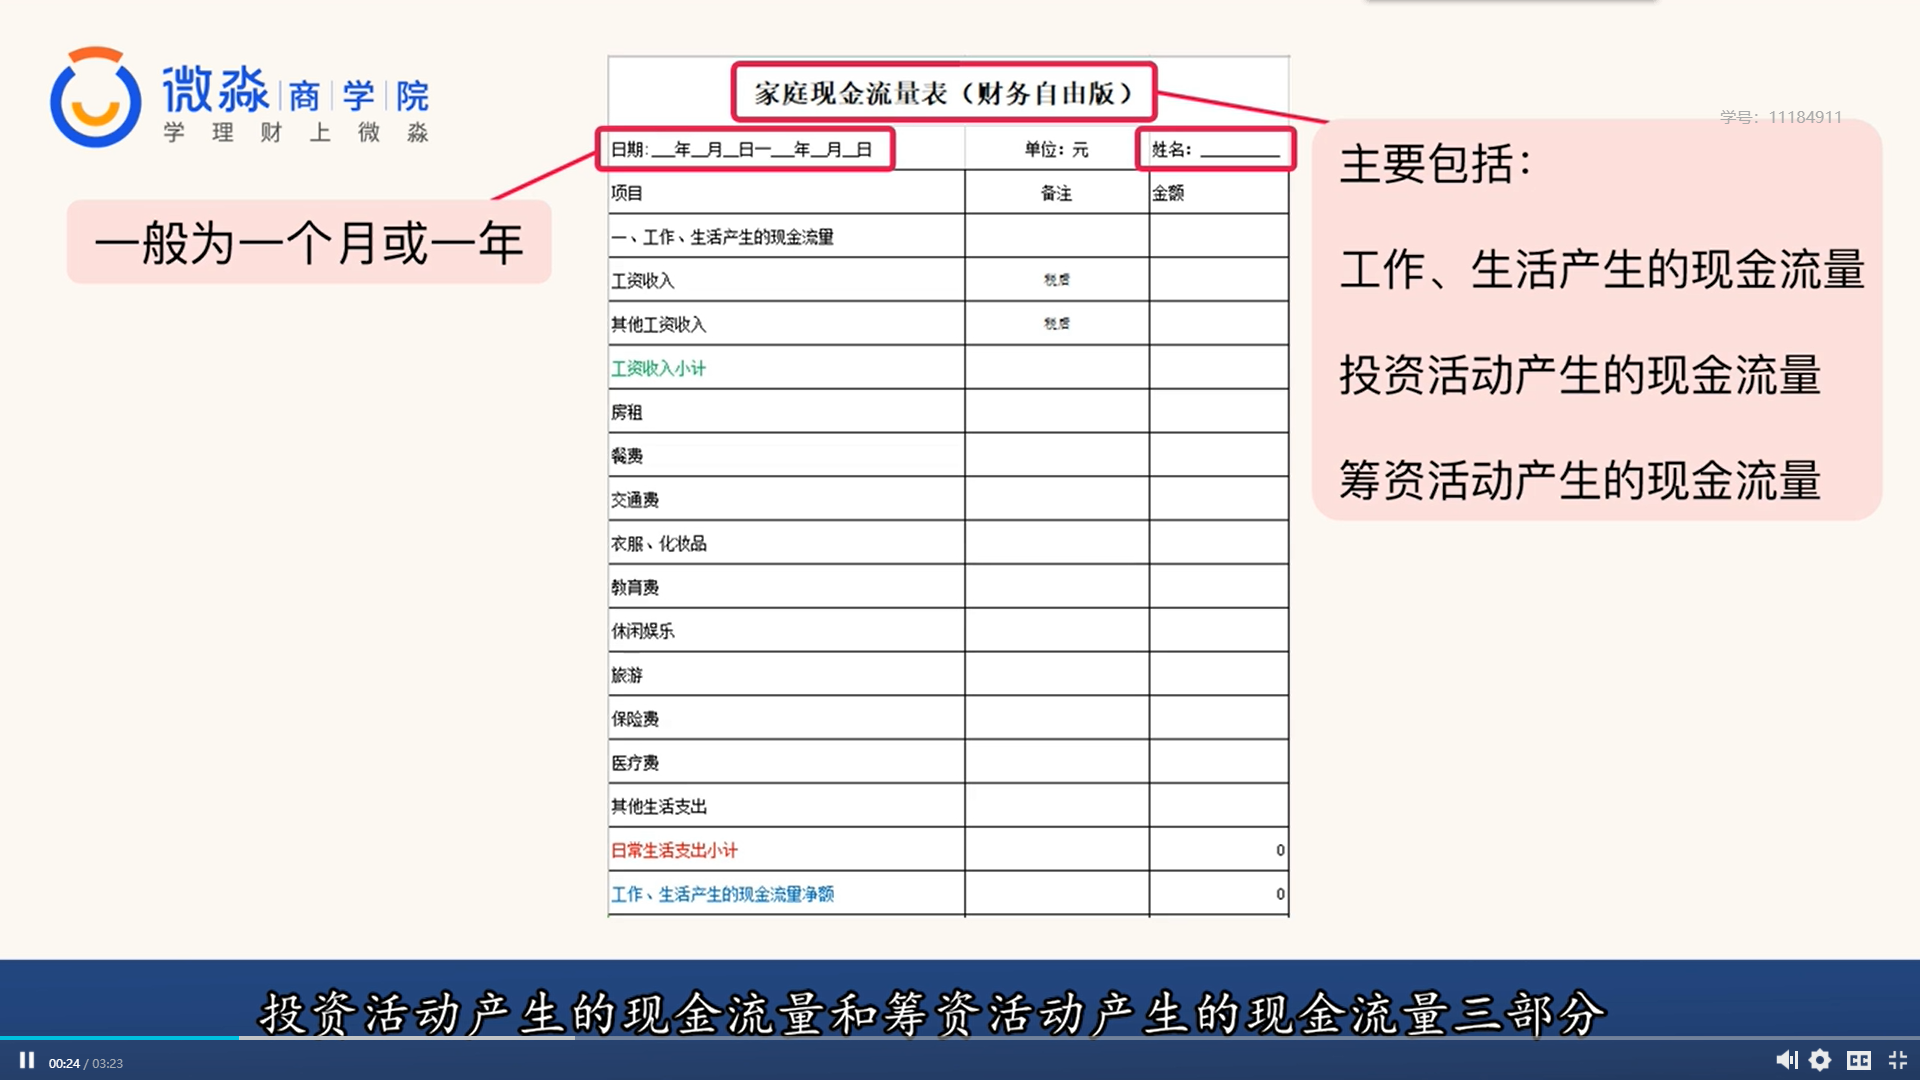 微淼商学院
学理财上微淼
家庭现金流量表（财务自由版）
学号：11184911
日期:___年__月__日—___年__月__日
单位：元
姓名：__________
一般为一个月或一年
主要包括：
工作、生活产生的现金流量
投资活动产生的现金流量
筹资活动产生的现金流量
项目 备注 金额
一、工作、生活产生的现金流量
工资收入 税后
其他工资收入 税后
工资收入小计
房租
餐费
交通费
衣服、化妆品
教育费
休闲娱乐
旅游
保险费
医疗费
其他生活支出
日常生活支出小计 0
工作、生活产生的现金流量净额 0
投资活动产生的现金流量和筹资活动产生的现金流量三部分
00:24 / 03:23
CC